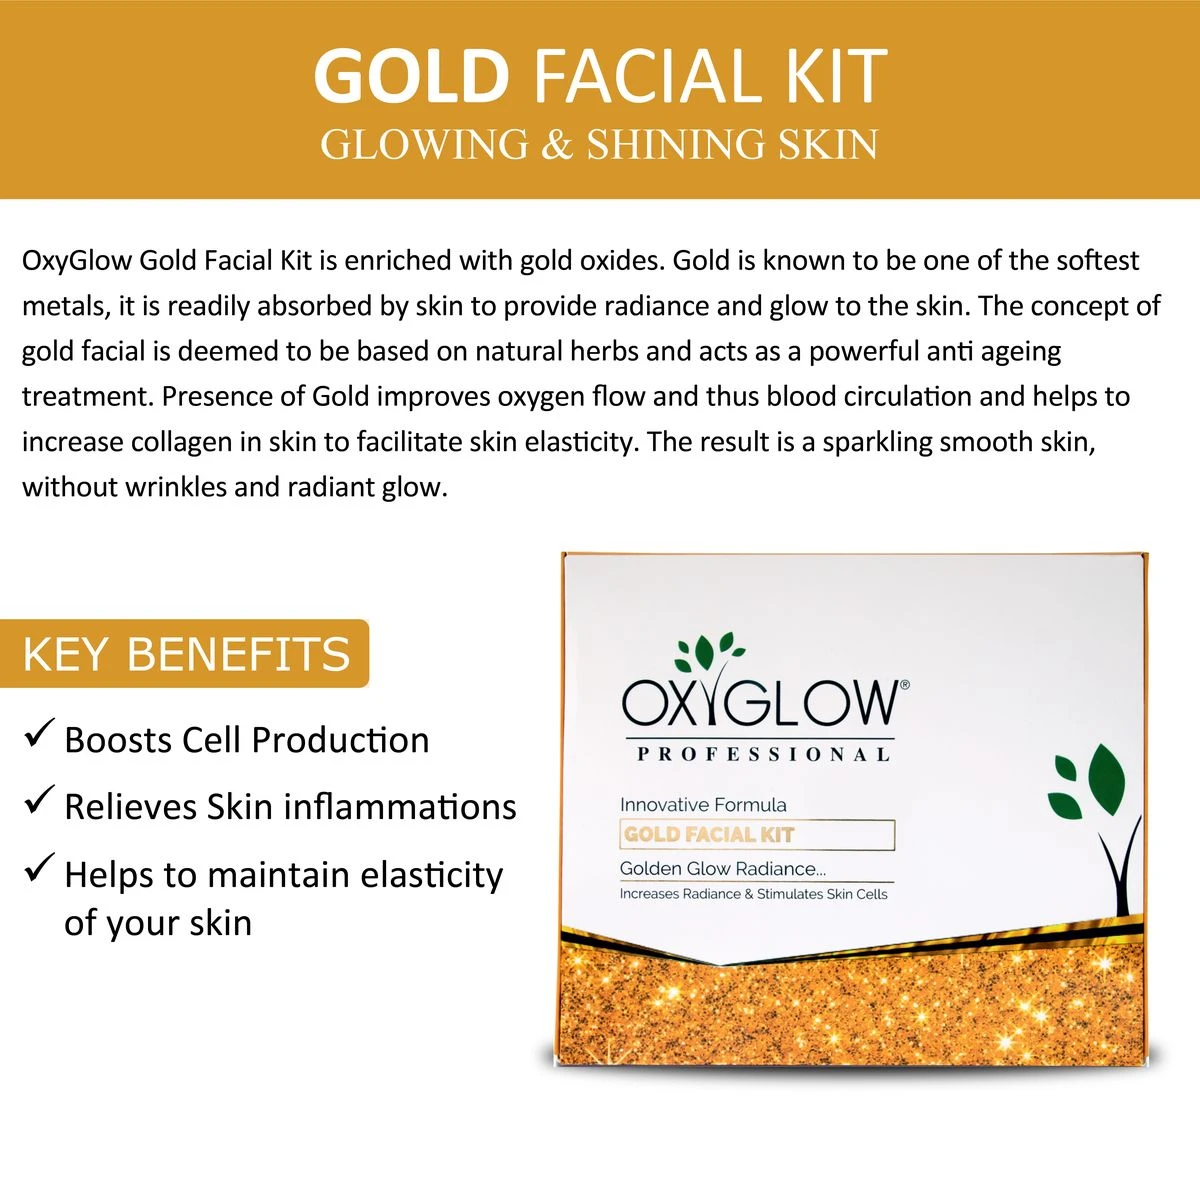 GOLD FACIAL KIT
GLOWING & SHINING SKIN
OxyGlow Gold Facial Kit is enriched with gold oxides. Gold is known to be one of the softest
metals, it is readily absorbed by skin to provide radiance and glow to the skin. The concept of
gold facial is deemed to be based on natural herbs and acts as a powerful anti ageing
treatment. Presence of Gold improves oxygen flow and thus blood circulation and helps to
increase collagen in skin to facilitate skin elasticity. The result is a sparkling smooth skin,
without wrinkles and radiant glow.
KEY BENEFITS
✓ Boosts Cell Production
✓ Relieves Skin inflammations
✓ Helps to maintain elasticity
of your skin
OXYGLOW®
PROFESSIONAL
Innovative Formula
GOLD FACIAL KIT
Golden Glow Radiance...
Increases Radiance & Stimulates Skin Cells